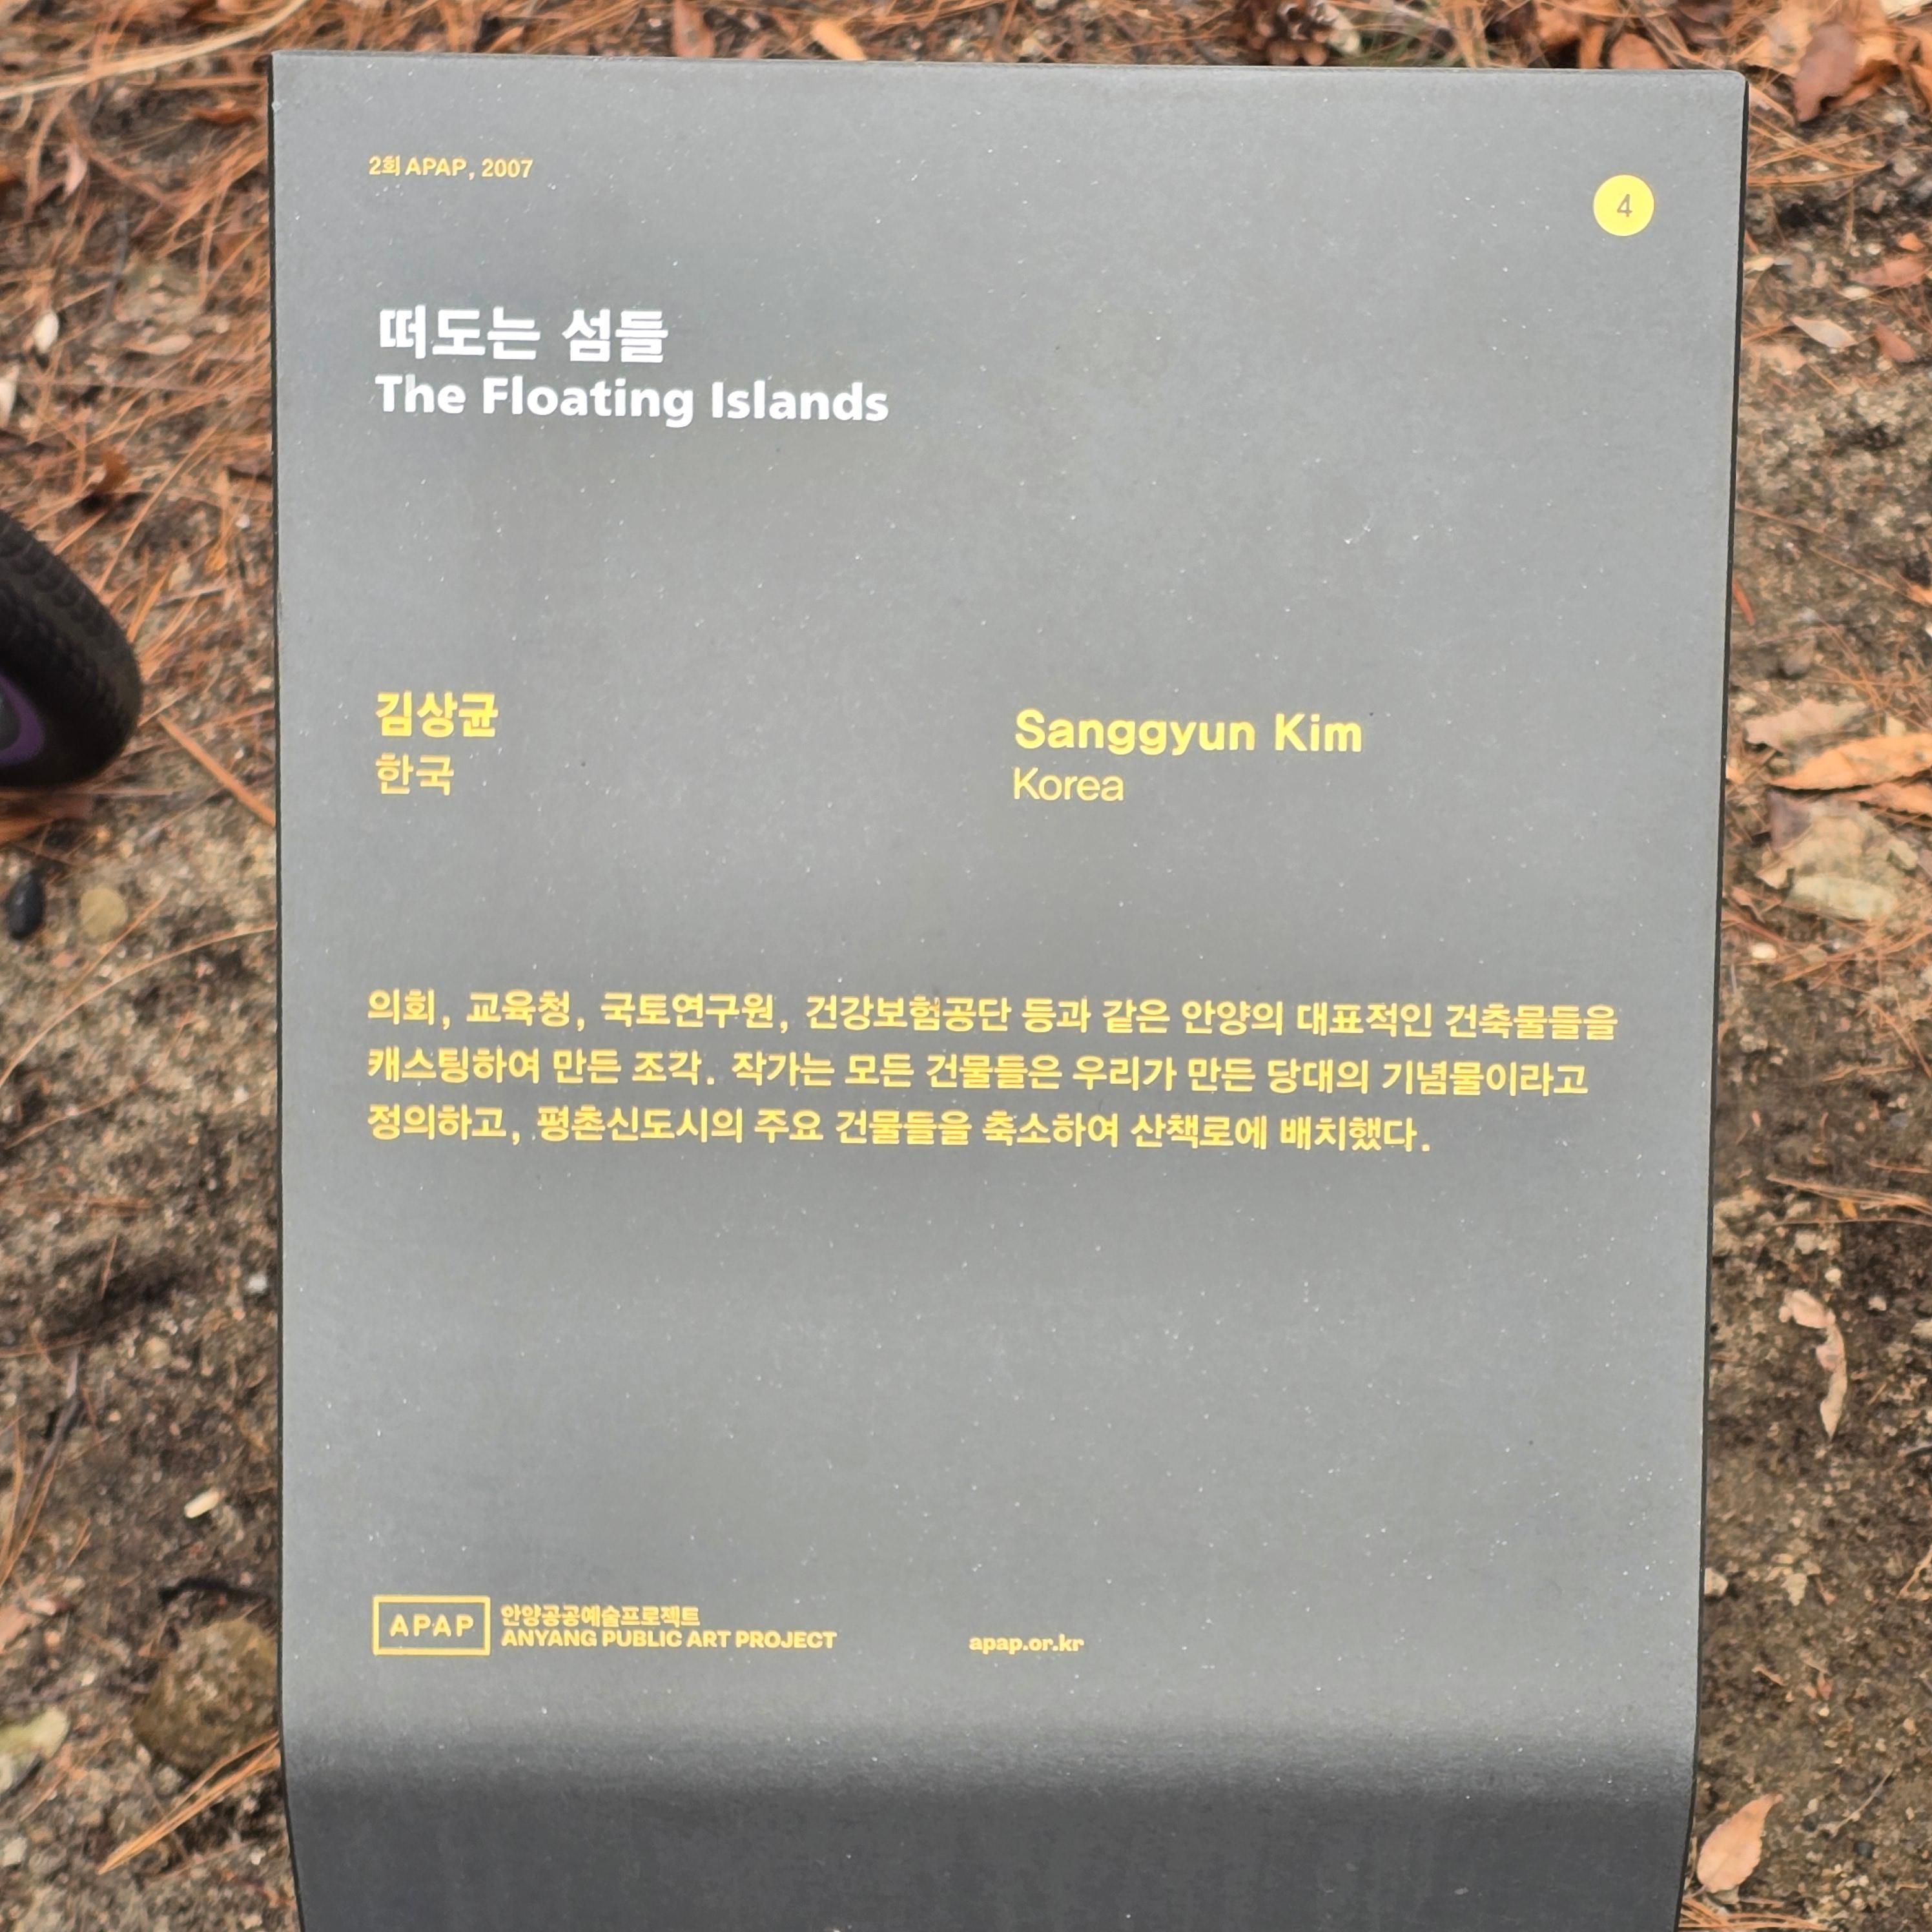 2회 APAP, 2007
4
떠도는 섬들
The Floating Islands
김상균
한국
Sanggyun Kim
Korea
의회, 교육청, 국토연구원, 건강보험공단 등과 같은 안양의 대표적인 건축물들을
캐스팅하여 만든 조각. 작가는 모든 건물들은 우리가 만든 당대의 기념물이라고
정의하고, 평촌신도시의 주요 건물들을 축소하여 산책로에 배치했다.
APAP
안양공공예술프로젝트
ANYANG PUBLIC ART PROJECT
apap.or.kr